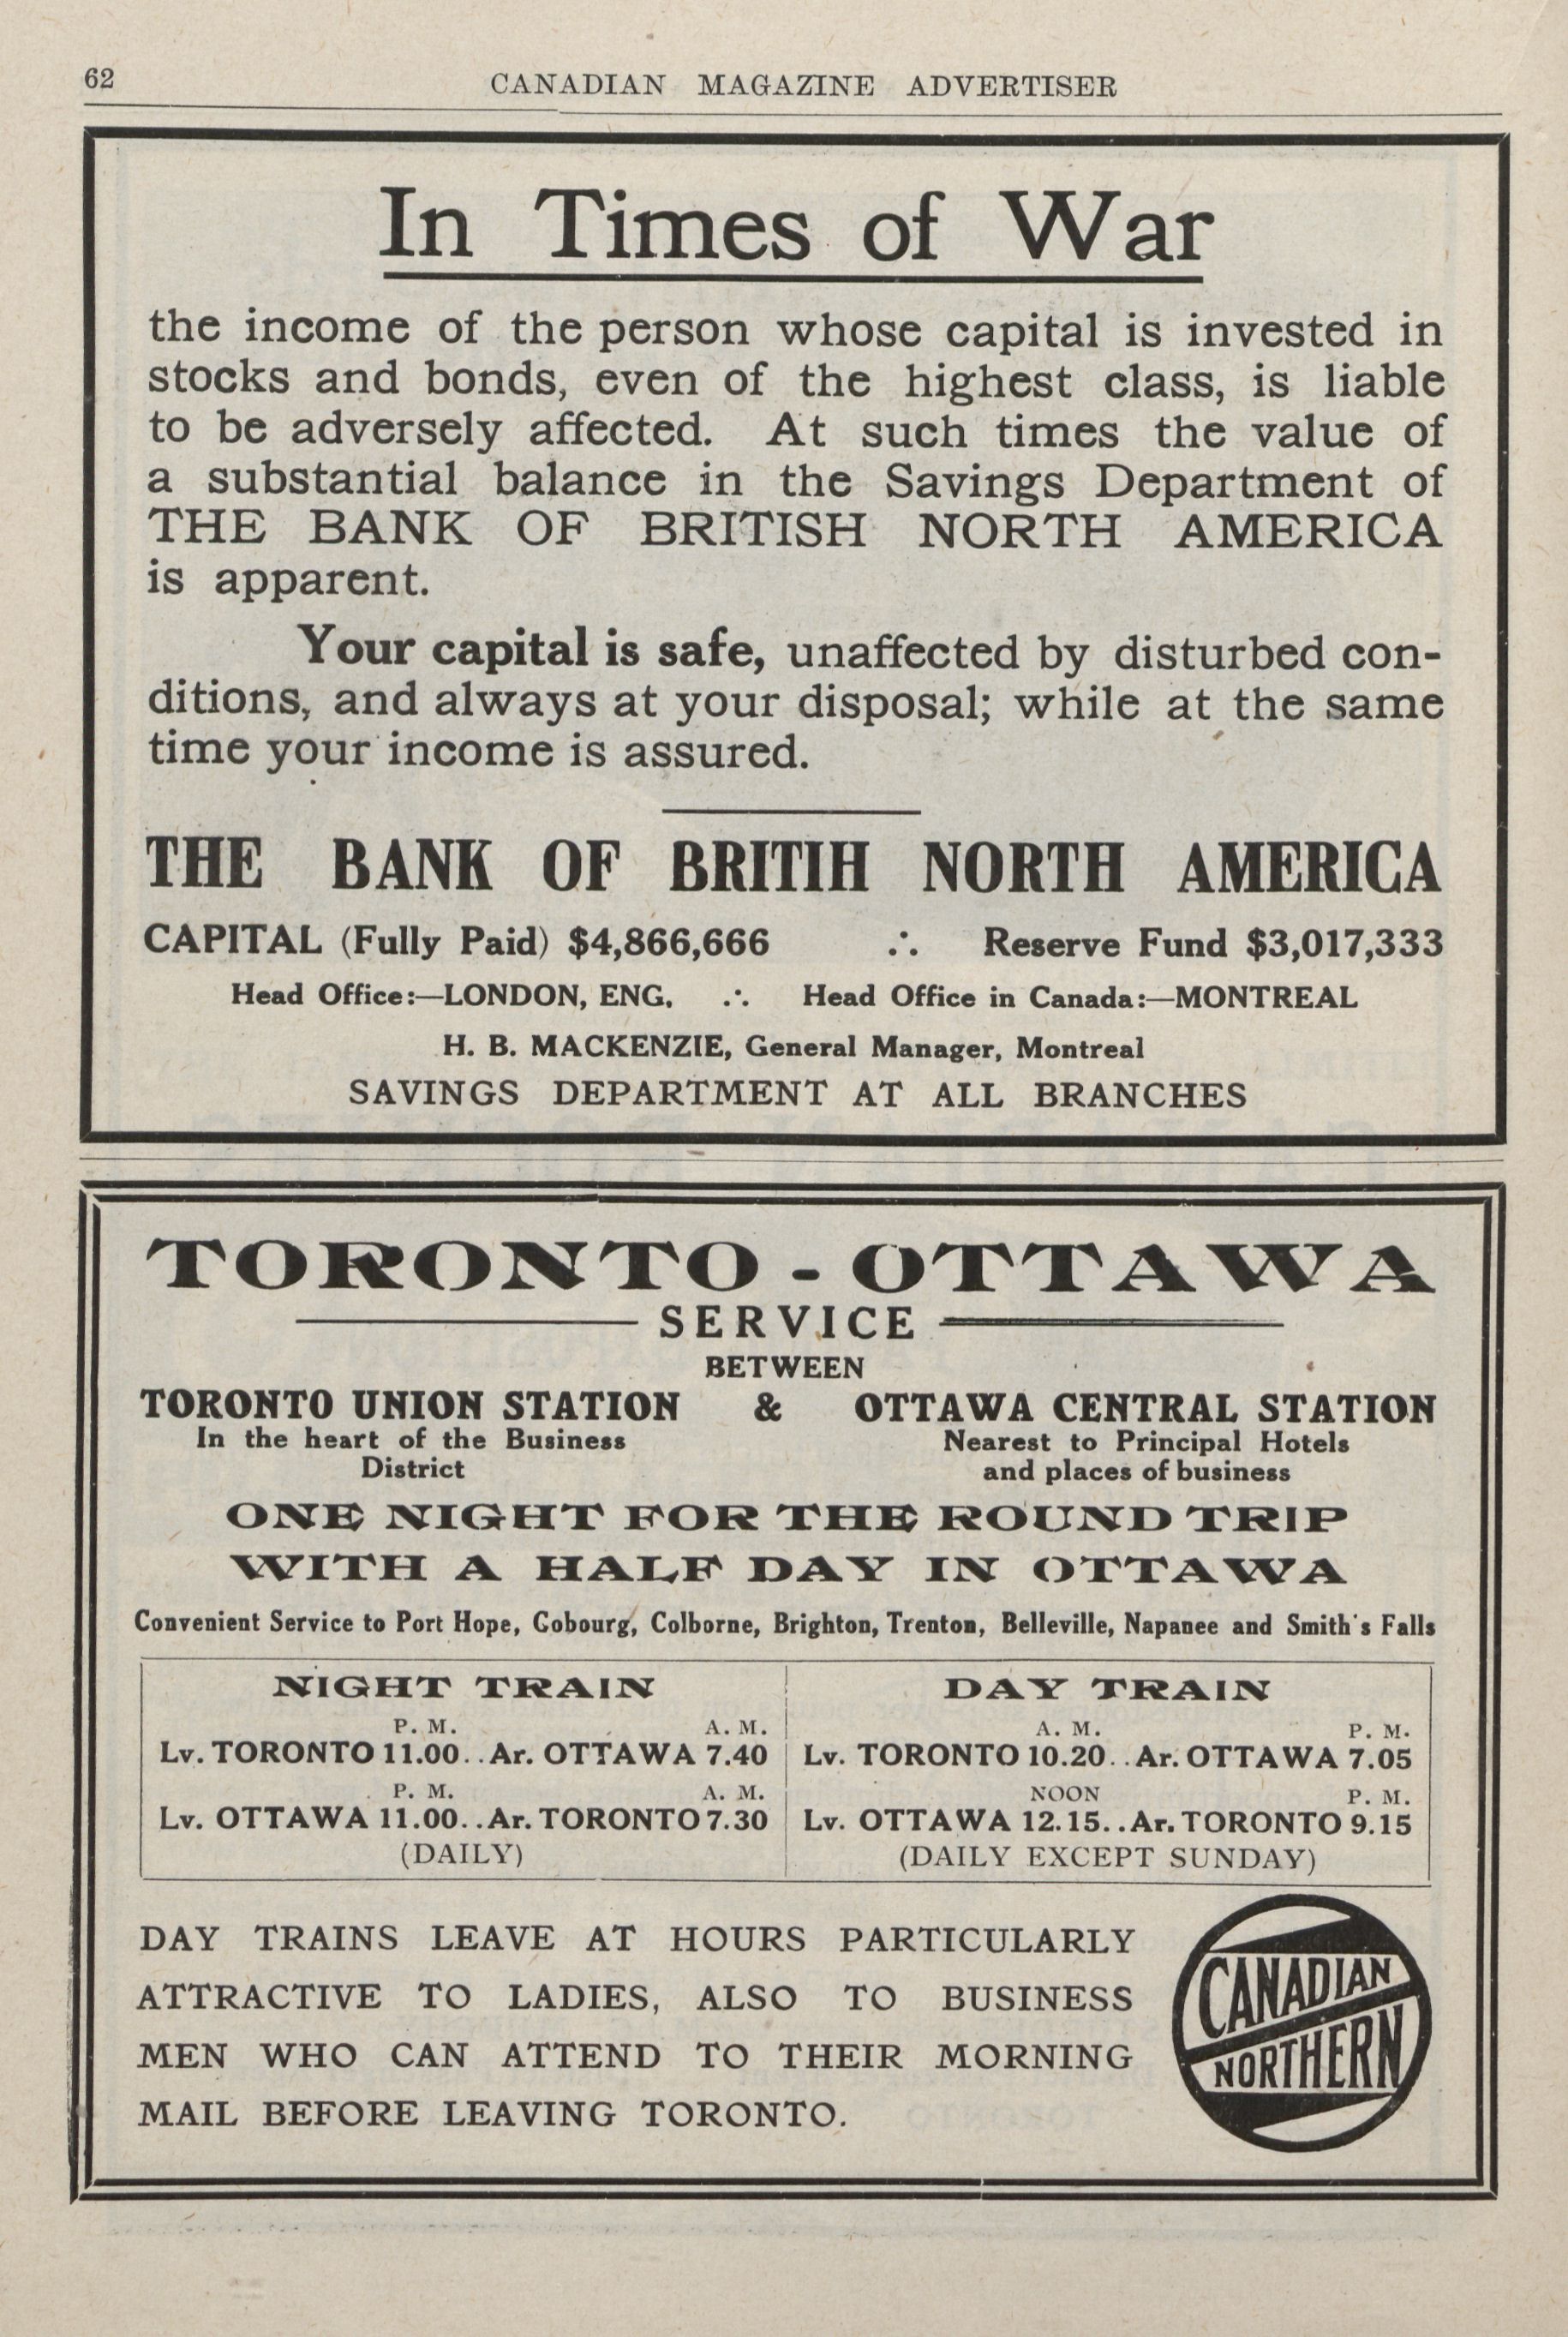 62
CANADIAN MAGAZINE ADVERTISER
In Times of War
the income of the person whose capital is invested in
stocks and bonds, even of the highest class, is liable
to be adversely affected. At such times the value of
a substantial balance in the Savings Department of
THE BANK OF BRITISH NORTH AMERICA
is apparent.
Your capital is safe, unaffected by disturbed con-
ditions, and always at your disposal; while at the same
time your income is assured.
THE BANK OF BRITIH NORTH AMERICA
CAPITAL (Fully Paid) $4,866,666 ∴ Reserve Fund $3,017,333
Head Office:—LONDON, ENG. ∴ Head Office in Canada:—MONTREAL
H. B. MACKENZIE, General Manager, Montreal
SAVINGS DEPARTMENT AT ALL BRANCHES
TORONTO - OTTAWA
SERVICE
BETWEEN
TORONTO UNION STATION & OTTAWA CENTRAL STATION
In the heart of the Business
District
Nearest to Principal Hotels
and places of business
ONE NIGHT FOR THE ROUND TRIP
WITH A HALF DAY IN OTTAWA
Convenient Service to Port Hope, Cobourg, Colborne, Brighton, Trenton, Belleville, Napanee and Smith's Falls
NIGHT TRAIN
P. M. A. M.
Lv. TORONTO 11.00. . Ar. OTTAWA 7.40
P. M. A. M.
Lv. OTTAWA 11.00. . Ar. TORONTO 7.30
(DAILY)
DAY TRAIN
A. M. P. M.
Lv. TORONTO 10.20. . Ar. OTTAWA 7.05
NOON P. M.
Lv. OTTAWA 12.15. . Ar. TORONTO 9.15
(DAILY EXCEPT SUNDAY)
DAY TRAINS LEAVE AT HOURS PARTICULARLY
ATTRACTIVE TO LADIES, ALSO TO BUSINESS
MEN WHO CAN ATTEND TO THEIR MORNING
MAIL BEFORE LEAVING TORONTO.
CANADIAN
NORTHERN